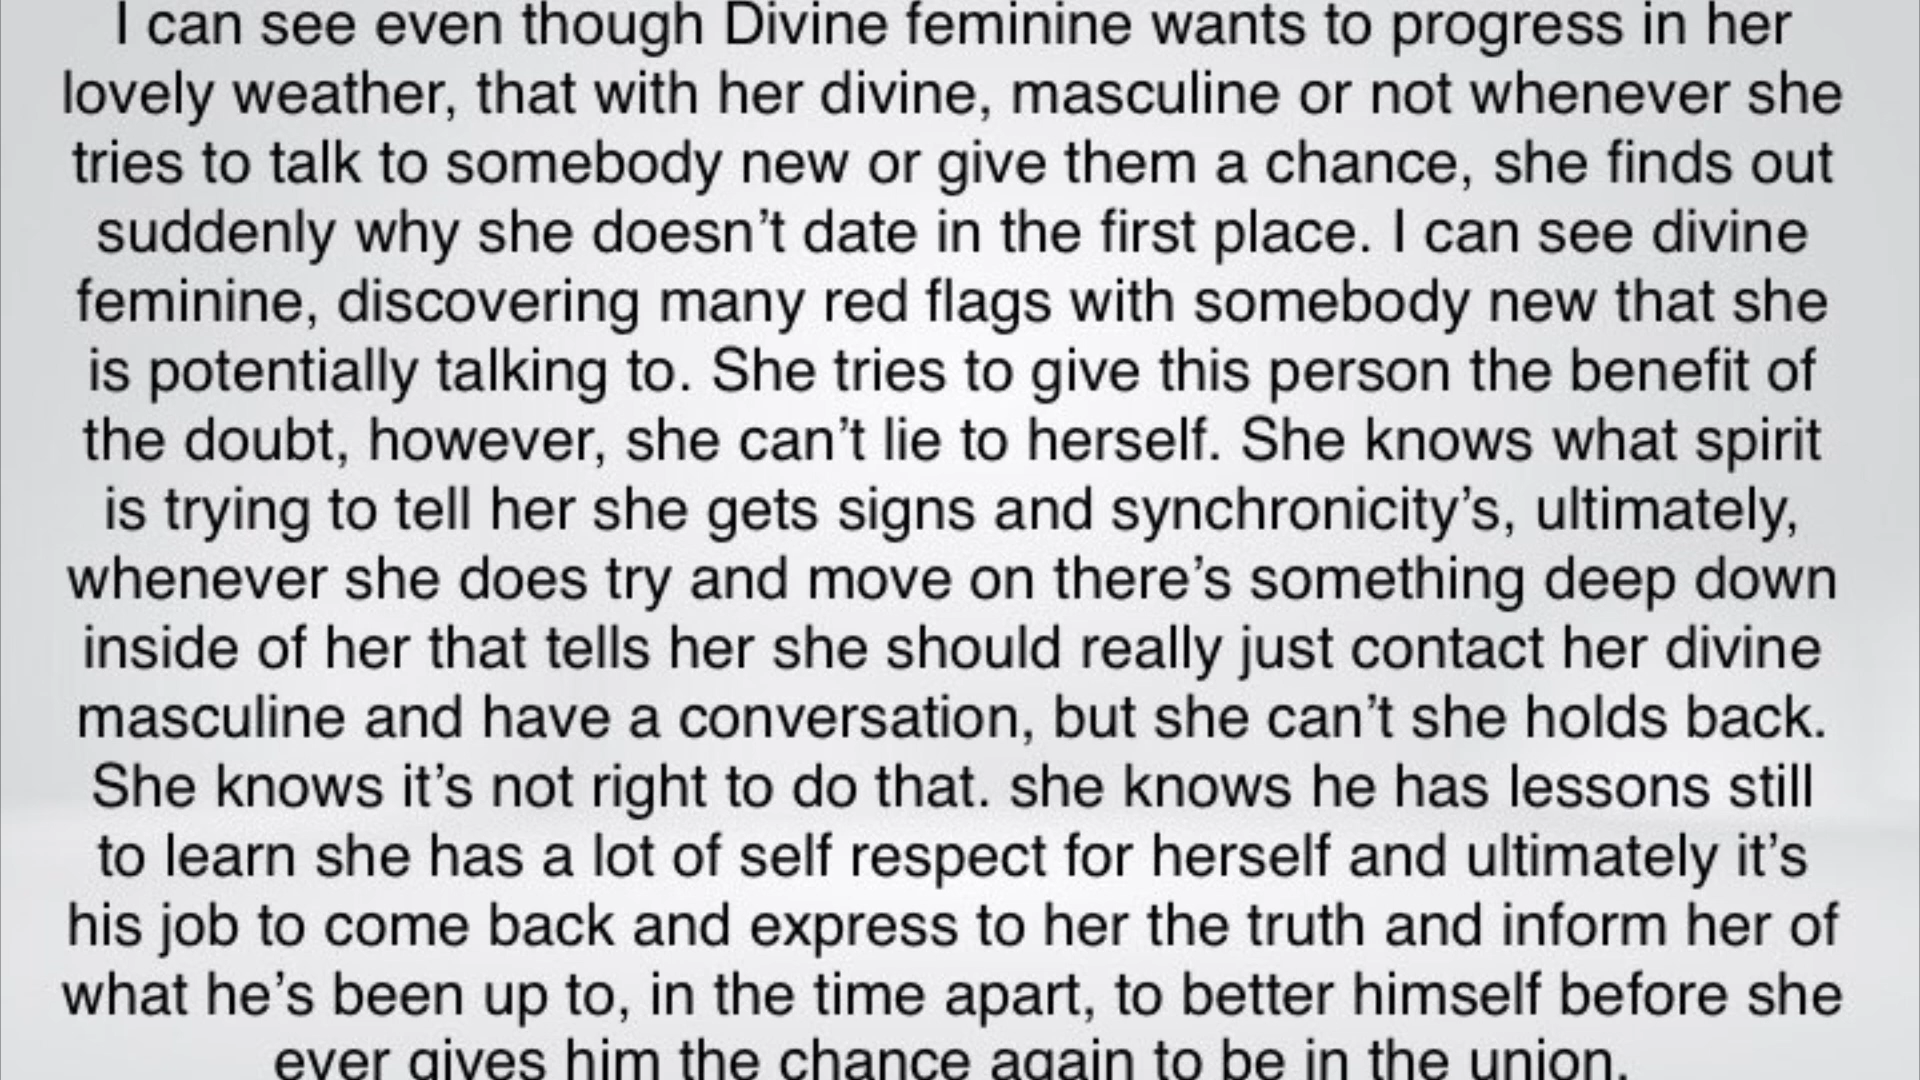 I can see even though Divine feminine wants to progress in her
lovely weather, that with her divine, masculine or not whenever she
tries to talk to somebody new or give them a chance, she finds out
suddenly why she doesn’t date in the first place. I can see divine
feminine, discovering many red flags with somebody new that she
is potentially talking to. She tries to give this person the benefit of
the doubt, however, she can’t lie to herself. She knows what spirit
is trying to tell her she gets signs and synchronicity’s, ultimately,
whenever she does try and move on there’s something deep down
inside of her that tells her she should really just contact her divine
masculine and have a conversation, but she can’t she holds back.
She knows it’s not right to do that. she knows he has lessons still
to learn she has a lot of self respect for herself and ultimately it’s
his job to come back and express to her the truth and inform her of
what he’s been up to, in the time apart, to better himself before she
ever gives him the chance again to be in the union.